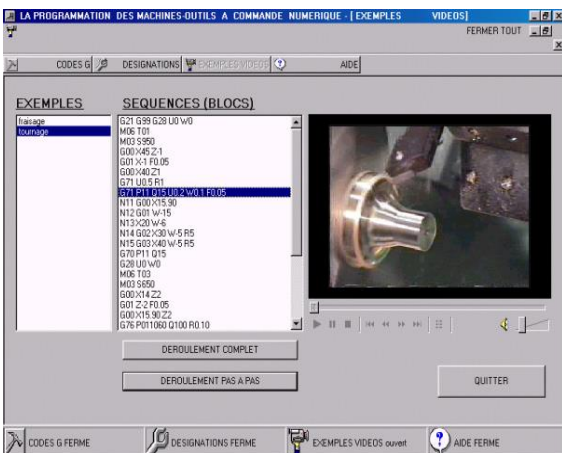 LA PROGRAMMATION DES MACHINES-OUTILS A COMMANDE NUMERIQUE - [EXEMPLES VIDEOS]
FERMER TOUT
CODES G DESIGNATIONS EXEMPLES VIDEOS AIDE
EXEMPLES
fraisage
tournage
SEQUENCES (BLOCS)
G21 G99 G28 U0 W0
M06 T01
M03 S950
G00 X45 Z-1
G01 X-1 F0.05
G00 X40 Z1
G71 U0.5 R1
G71 P11 Q15 U0.2 W0.1 F0.05
N11 G00 X15.90
N12 G01 W-15
N13 X20 W-6
N14 G02 X30 W-5 R5
N15 G03 X40 W-5 R5
G70 P11 Q15
G28 U0 W0
M06 T03
M03 S650
G00 X14 Z2
G01 Z-2 F0.05
G00 X15.90 Z2
G76 P011060 Q100 R0.10
DEROULEMENT COMPLET
DEROULEMENT PAS A PAS
QUITTER
CODES G FERME
DESIGNATIONS FERME
EXEMPLES VIDEOS ouvert
AIDE FERME